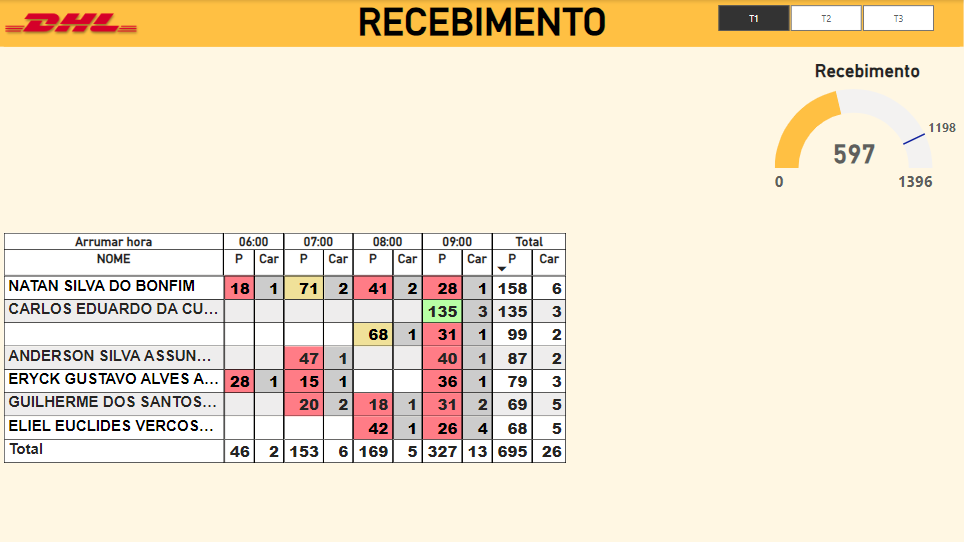 DHL RECEBIMENTO T1 T2 T3
Recebimento
1198
597
0 1396
Arrumar hora 06:00 07:00 08:00 09:00 Total
NOME P Car P Car P Car P Car P Car
NATAN SILVA DO BONFIM 18 1 71 2 41 2 28 1 158 6
CARLOS EDUARDO DA CU... 135 3 135 3
68 1 31 1 99 2
ANDERSON SILVA ASSUN... 47 1 40 1 87 2
ERYCK GUSTAVO ALVES A... 28 1 15 1 36 1 79 3
GUILHERME DOS SANTOS... 20 2 18 1 31 2 69 5
ELIEL EUCLIDES VERCOS... 42 1 26 4 68 5
Total 46 2 153 6 169 5 327 13 695 26